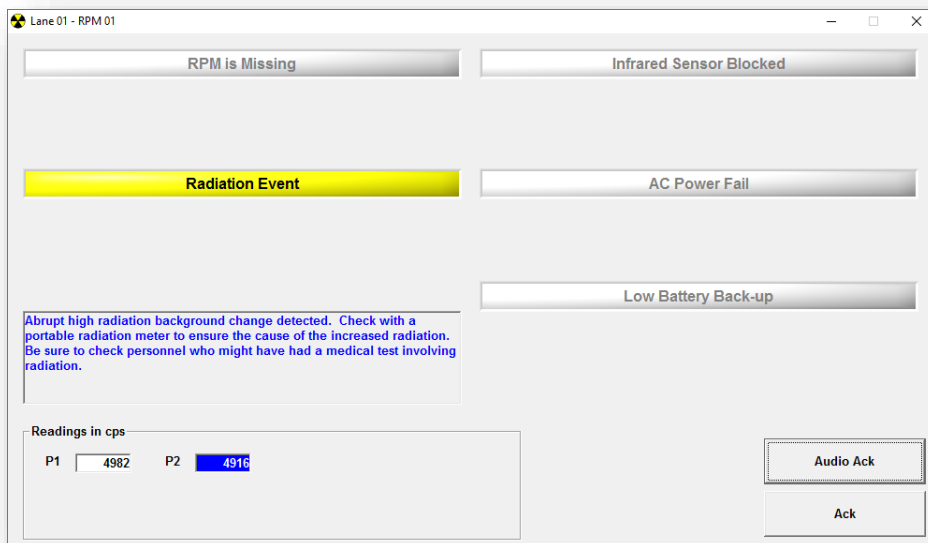 Lane 01 - RPM 01
RPM is Missing
Infrared Sensor Blocked
Radiation Event
AC Power Fail
Low Battery Back-up
Abrupt high radiation background change detected.  Check with a
portable radiation meter to ensure the cause of the increased radiation.
Be sure to check personnel who might have had a medical test involving
radiation.
Readings in cps
P1 4982 P2 4916
Audio Ack
Ack